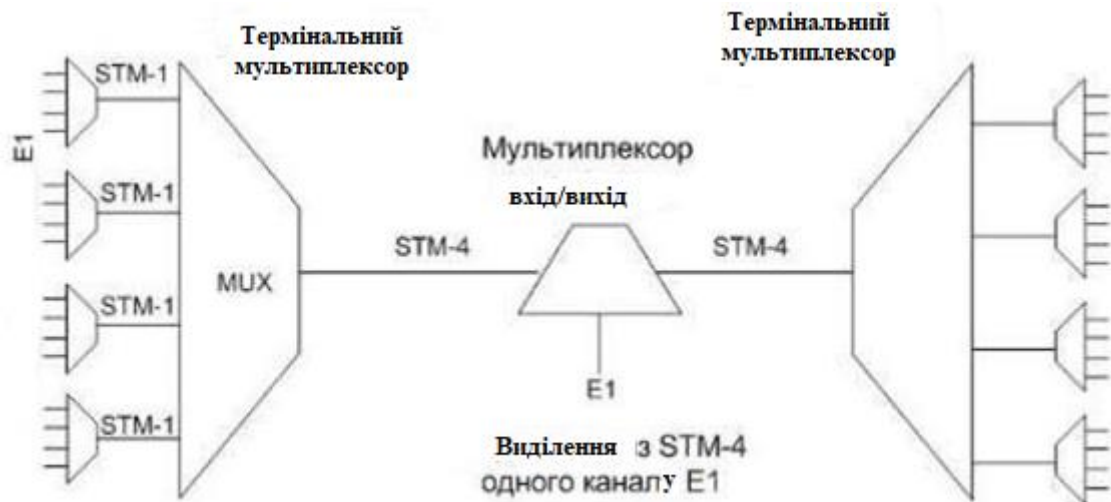 Термінальний
мультиплексор
Термінальний
мультиплексор
STM-1
E1
STM-1
STM-1
STM-1
MUX
STM-4
Мультиплексор
вхід/вихід
STM-4
E1
Виділення з STM-4
одного каналу E1